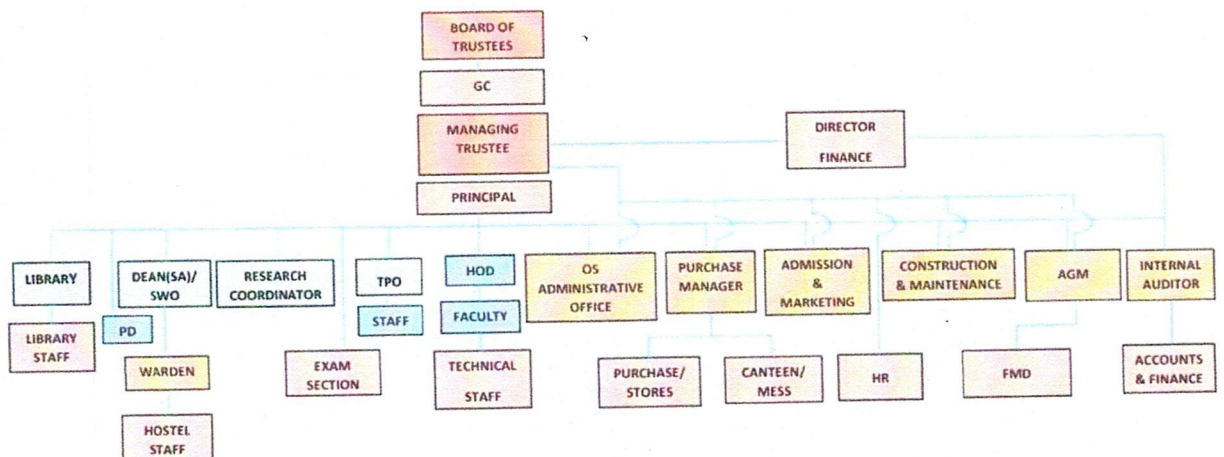 BOARD OF
TRUSTEES
GC
MANAGING
TRUSTEE
DIRECTOR
FINANCE
PRINCIPAL
LIBRARY
DEAN(SA)/
SWO
RESEARCH
COORDINATOR
TPO
HOD
OS
ADMINISTRATIVE
OFFICE
PURCHASE
MANAGER
ADMISSION
&
MARKETING
CONSTRUCTION
& MAINTENANCE
AGM
INTERNAL
AUDITOR
LIBRARY
STAFF
PD
STAFF
FACULTY
WARDEN
EXAM
SECTION
TECHNICAL
STAFF
PURCHASE/
STORES
CANTEEN/
MESS
HR
FMD
ACCOUNTS
& FINANCE
HOSTEL
STAFF